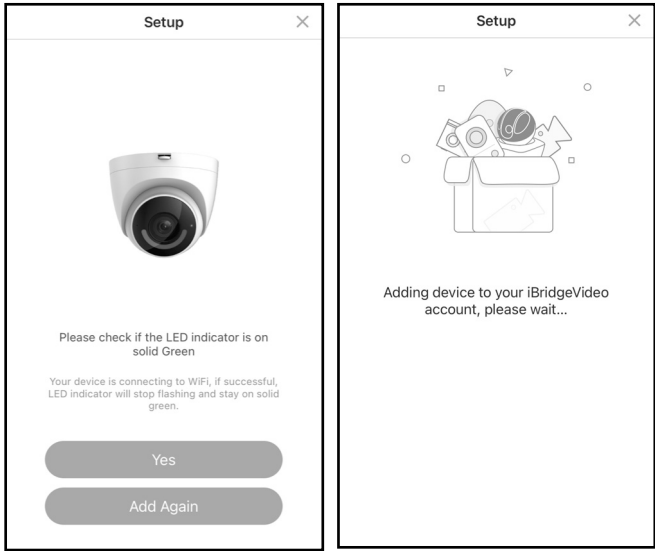 Setup
Please check if the LED indicator is on
solid Green
Your device is connecting to WiFi, if successful,
LED indicator will stop flashing and stay on solid
green.
Yes
Add Again
Setup
Adding device to your iBridgeVideo
account, please wait...